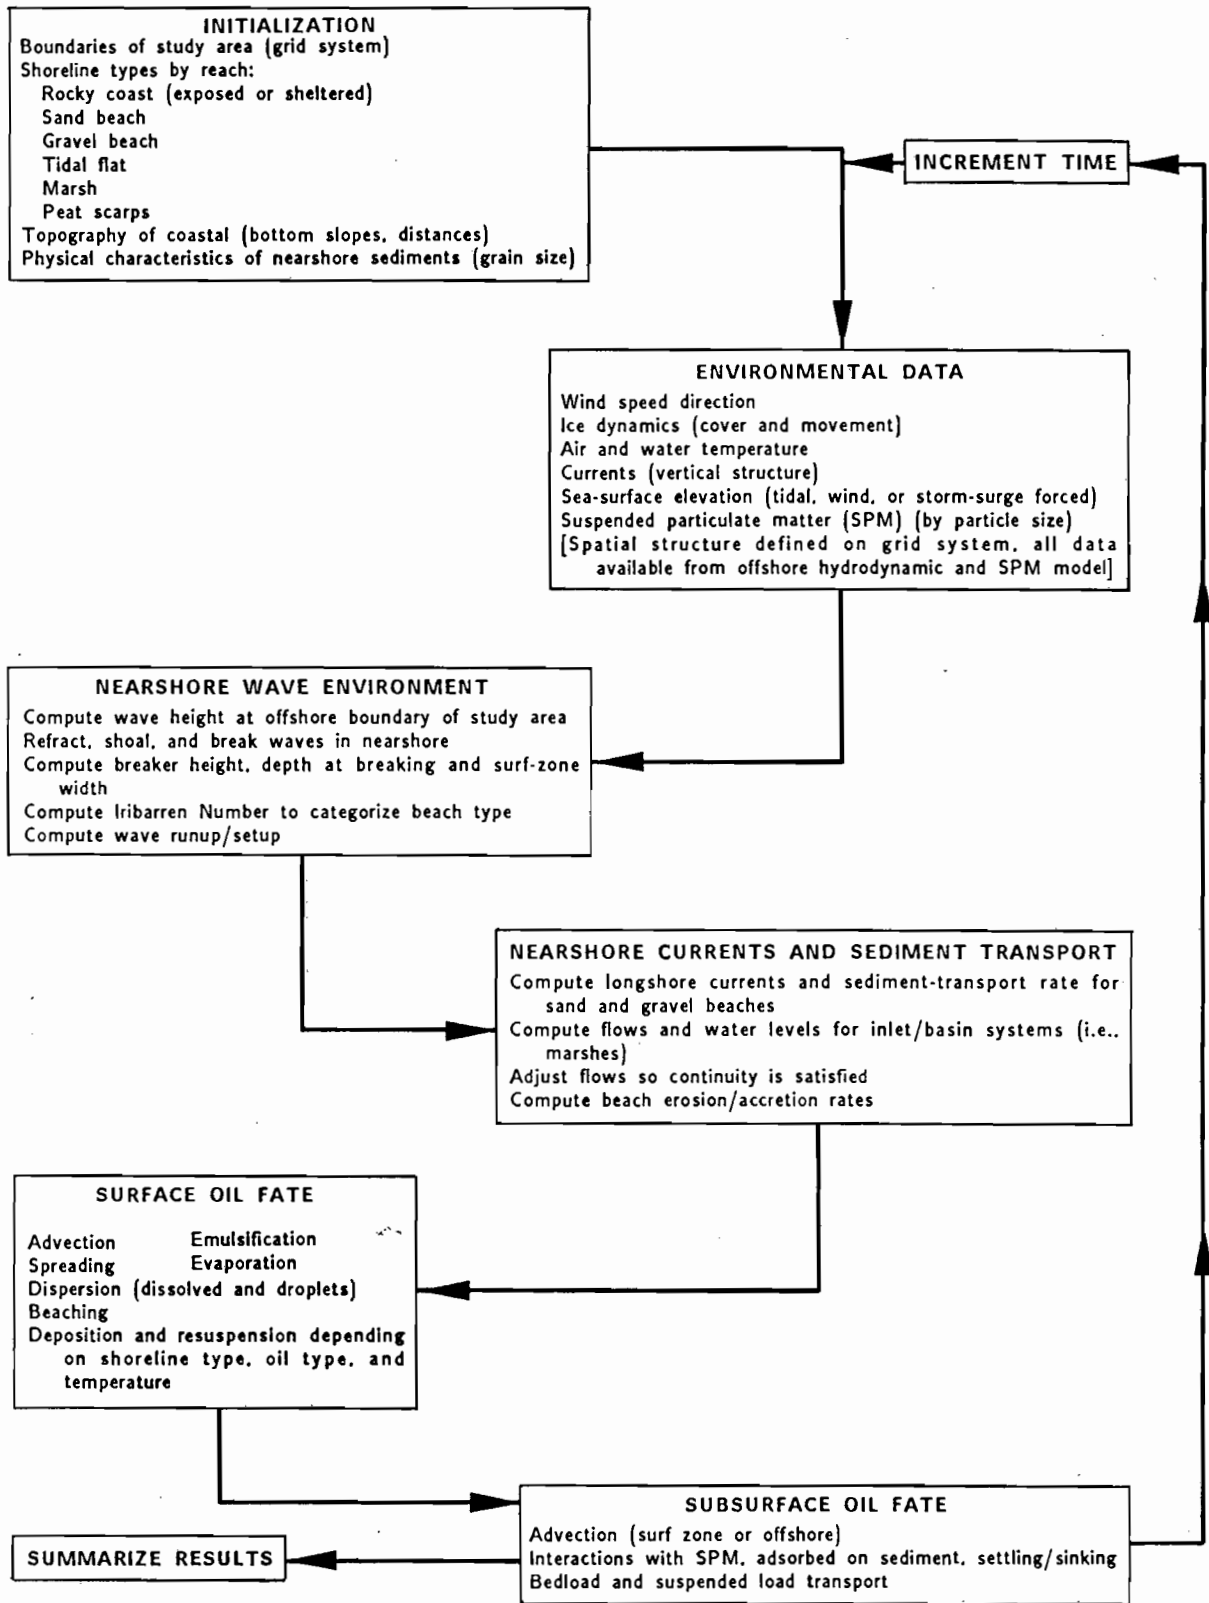 INITIALIZATION
Boundaries of study area (grid system)
Shoreline types by reach:
Rocky coast (exposed or sheltered)
Sand beach
Gravel beach
Tidal flat
Marsh
Peat scarps
Topography of coastal (bottom slopes, distances)
Physical characteristics of nearshore sediments (grain size)
INCREMENT TIME
ENVIRONMENTAL DATA
Wind speed direction
Ice dynamics (cover and movement)
Air and water temperature
Currents (vertical structure)
Sea-surface elevation (tidal, wind, or storm-surge forced)
Suspended particulate matter (SPM) (by particle size)
[Spatial structure defined on grid system, all data
available from offshore hydrodynamic and SPM model]
NEARSHORE WAVE ENVIRONMENT
Compute wave height at offshore boundary of study area
Refract, shoal, and break waves in nearshore
Compute breaker height, depth at breaking and surf-zone
width
Compute Iribarren Number to categorize beach type
Compute wave runup/setup
NEARSHORE CURRENTS AND SEDIMENT TRANSPORT
Compute longshore currents and sediment-transport rate for
sand and gravel beaches
Compute flows and water levels for inlet/basin systems (i.e..
marshes)
Adjust flows so continuity is satisfied
Compute beach erosion/accretion rates
SURFACE OIL FATE
Advection Emulsification
Spreading Evaporation
Dispersion (dissolved and droplets)
Beaching
Deposition and resuspension depending
on shoreline type, oil type, and
temperature
SUBSURFACE OIL FATE
Advection (surf zone or offshore)
Interactions with SPM, adsorbed on sediment, settling/sinking
Bedload and suspended load transport
SUMMARIZE RESULTS